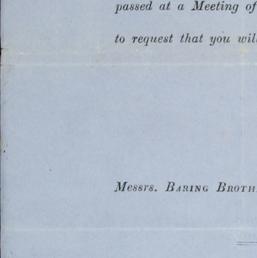 passed at a Meeting of
to request that you wil
Messrs. BARING BROTH